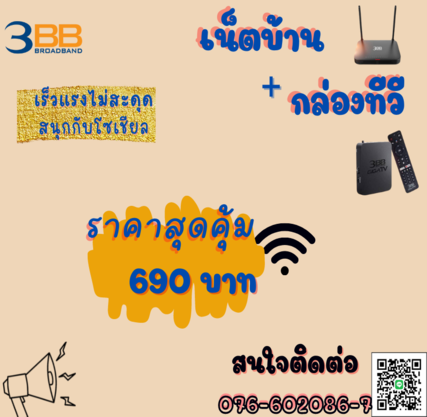 3BB
BROADBAND
เน็ตบ้าน
+ กล่องทีวี
เร็วแรงไม่สะดุด
สนุกกับโซเชียล
3BB
ราคาสุดคุ้ม
690 บาท
สนใจติดต่อ
076-602086-7